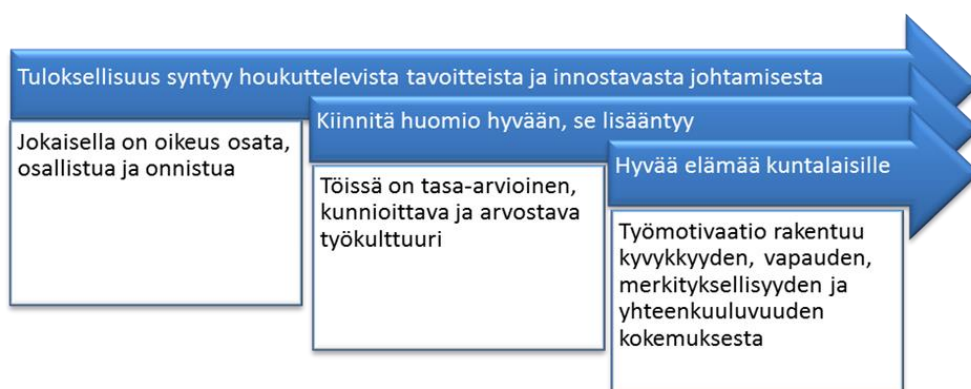 Tuloksellisuus syntyy houkuttelevista tavoitteista ja innostavasta johtamisesta
Jokaisella on oikeus osata,
osallistua ja onnistua
Kiinnitä huomio hyvään, se lisääntyy
Töissä on tasa-arvioinen,
kunnioittava ja arvostava
työkulttuuri
Hyvää elämää kuntalaisille
Työmotivaatio rakentuu
kyvykkyyden, vapauden,
merkityksellisyyden ja
yhteenkuuluvuuden
kokemuksesta